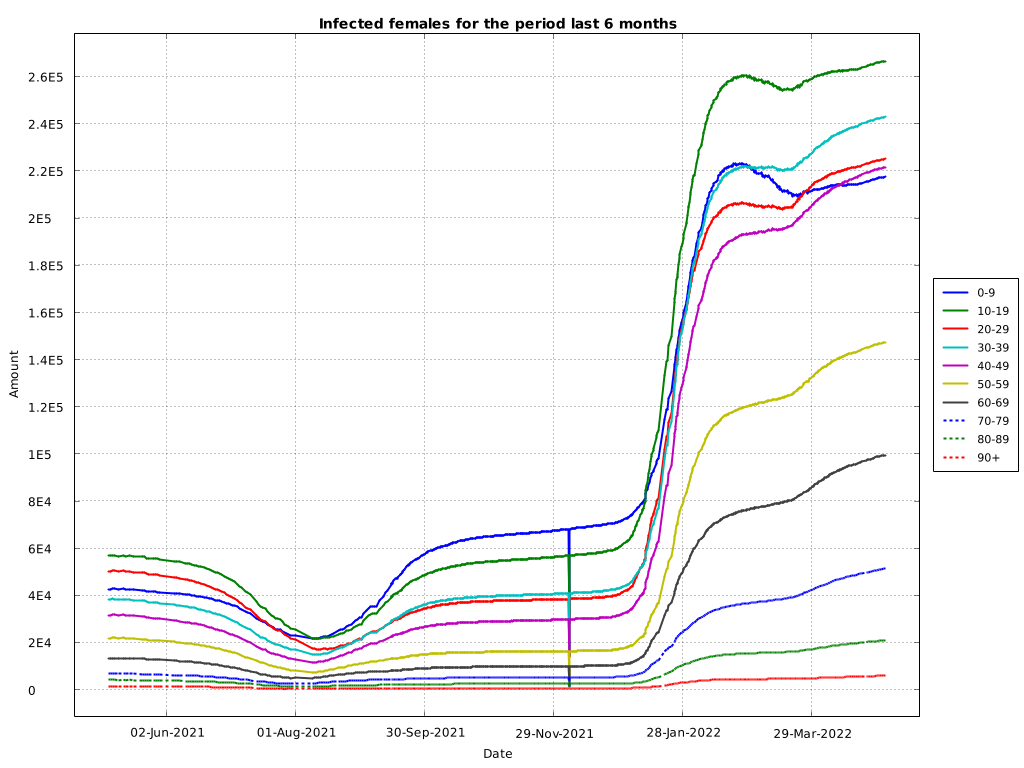 Infected females for the period last 6 months
2.6E5
2.4E5
2.2E5
2E5
1.8E5
1.6E5
1.4E5
1.2E5
1E5
8E4
6E4
4E4
2E4
0
Amount
02-Jun-2021
01-Aug-2021
30-Sep-2021
29-Nov-2021
28-Jan-2022
29-Mar-2022
Date
0-9
10-19
20-29
30-39
40-49
50-59
60-69
70-79
80-89
90+